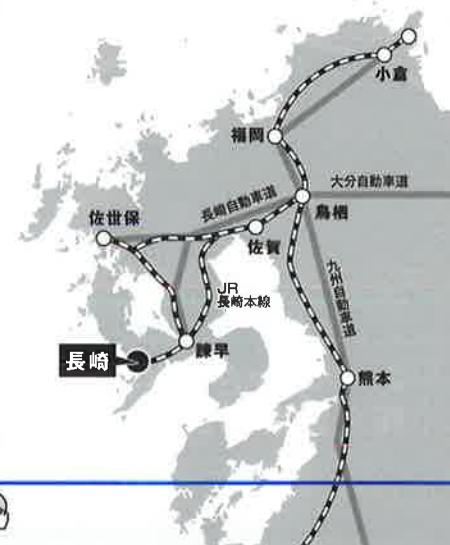 小倉
福岡
大分自動車道
長崎自動車道
鳥栖
佐世保
佐賀
九州自動車道
JR
長崎本線
諫早
長崎
熊本